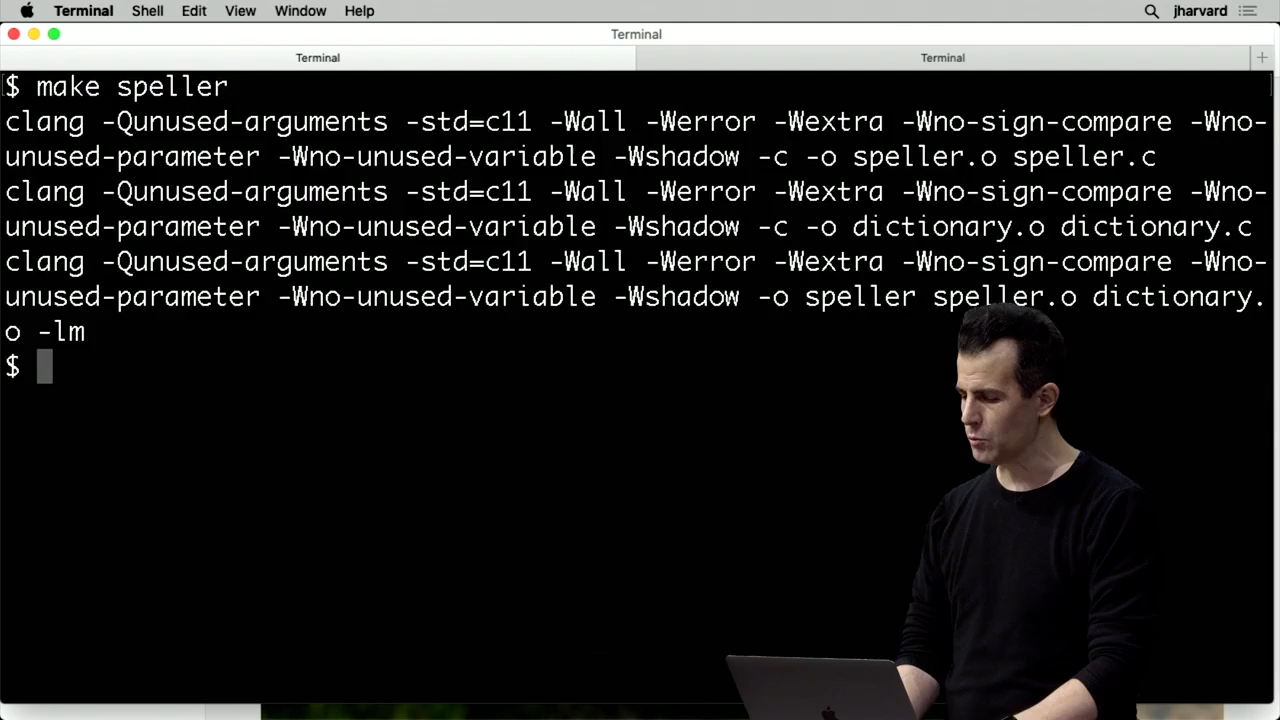 Terminal Shell Edit View Window Help jharvard
Terminal
Terminal Terminal
$ make speller
clang -Qunused-arguments -std=c11 -Wall -Werror -Wextra -Wno-sign-compare -Wno-
unused-parameter -Wno-unused-variable -Wshadow -c -o speller.o speller.c
clang -Qunused-arguments -std=c11 -Wall -Werror -Wextra -Wno-sign-compare -Wno-
unused-parameter -Wno-unused-variable -Wshadow -c -o dictionary.o dictionary.c
clang -Qunused-arguments -std=c11 -Wall -Werror -Wextra -Wno-sign-compare -Wno-
unused-parameter -Wno-unused-variable -Wshadow -o speller speller.o dictionary.
o -lm
$